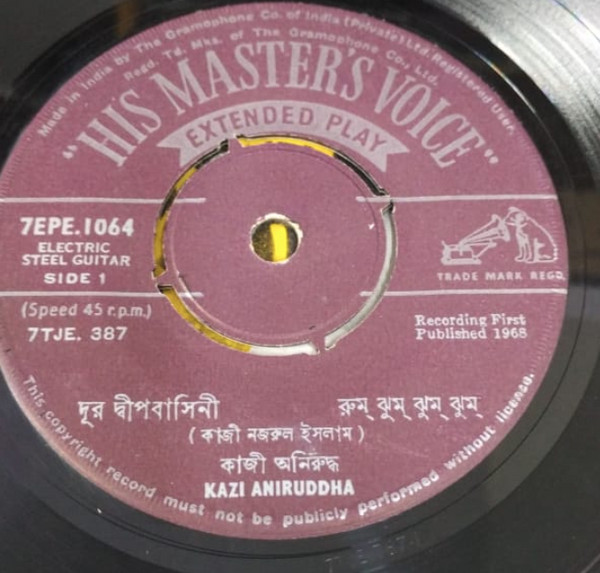 Made in India by The Gramophone Co. of India (Private) Ltd. Registered User.
Regd. Td. Mks. of The Gramophone Co., Ltd.
"HIS MASTER'S VOICE"
EXTENDED PLAY
7EPE.1064
ELECTRIC
STEEL GUITAR
SIDE 1
TRADE MARK REGD.
(Speed 45 r.p.m.)
7TJE. 387
Recording First
Published 1968
দূর দ্বীপবাসিনী
রুম্ ঝুম্ ঝুম্ ঝুম্
(কাজী নজরুল ইসলাম)
কাজী অনিরুদ্ধ
KAZI ANIRUDDHA
This copyright record must not be publicly performed without license.